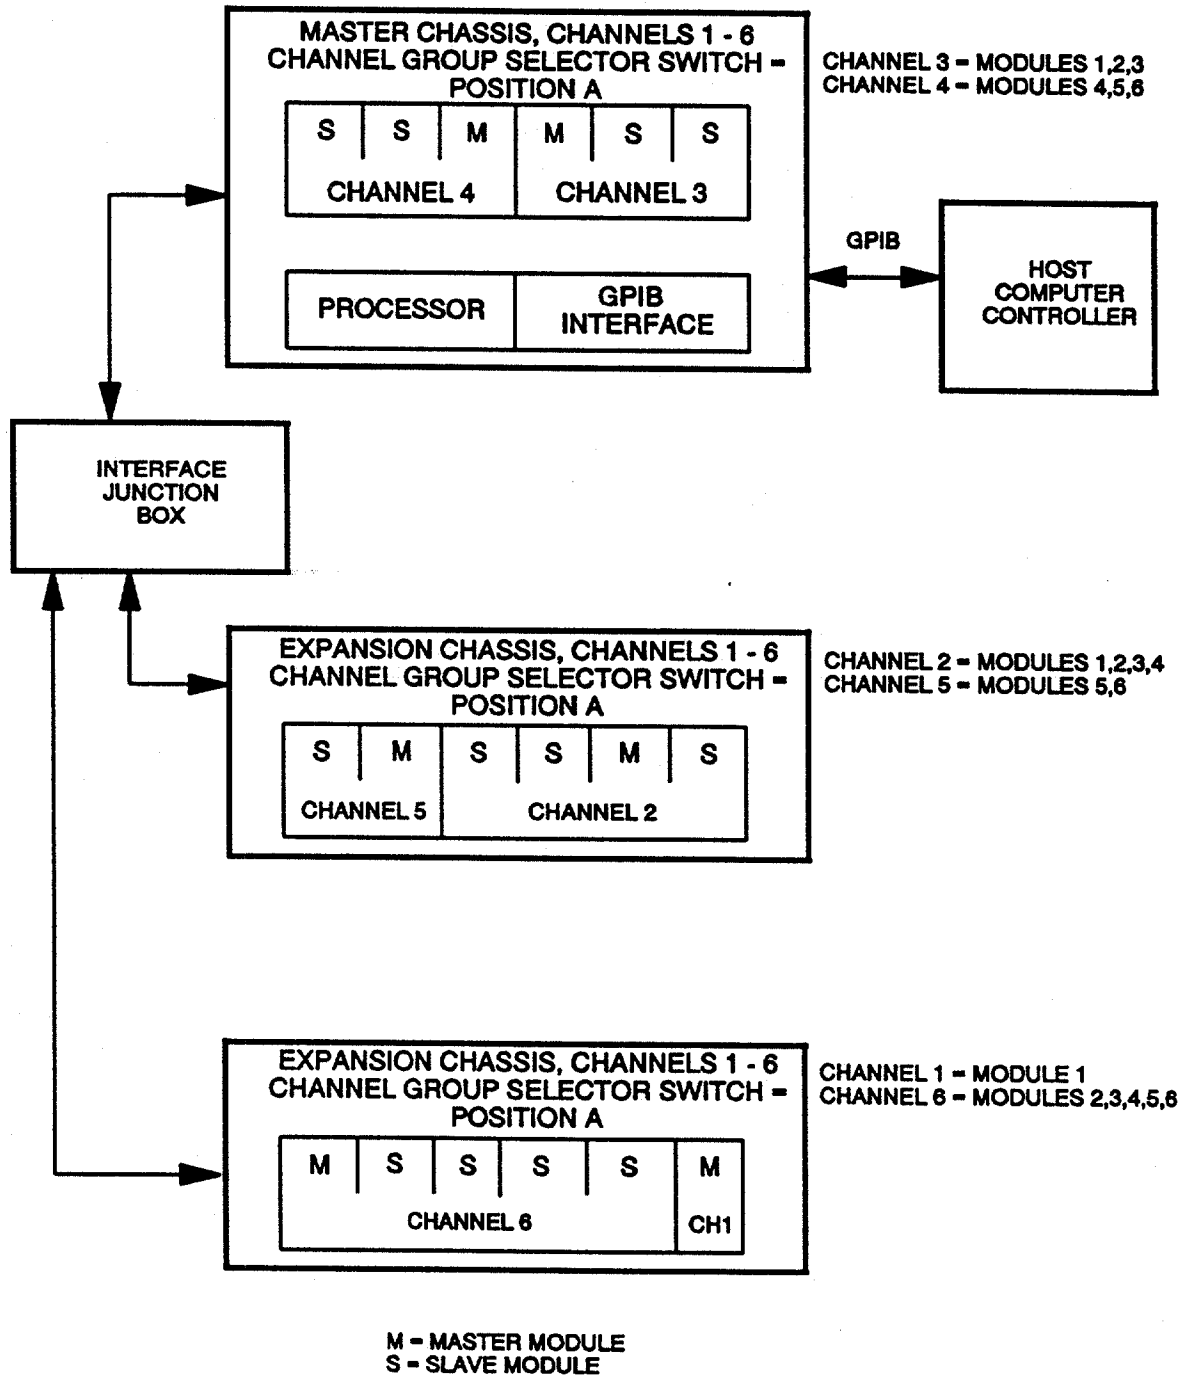 MASTER CHASSIS, CHANNELS 1 - 6
CHANNEL GROUP SELECTOR SWITCH =
POSITION A
CHANNEL 3 = MODULES 1,2,3
CHANNEL 4 = MODULES 4,5,6
S S M M S S
CHANNEL 4 CHANNEL 3
GPIB
HOST
COMPUTER
CONTROLLER
PROCESSOR
GPIB
INTERFACE
INTERFACE
JUNCTION
BOX
EXPANSION CHASSIS, CHANNELS 1 - 6
CHANNEL GROUP SELECTOR SWITCH =
POSITION A
CHANNEL 2 = MODULES 1,2,3,4
CHANNEL 5 = MODULES 5,6
S M S S M S
CHANNEL 5 CHANNEL 2
EXPANSION CHASSIS, CHANNELS 1 - 6
CHANNEL GROUP SELECTOR SWITCH =
POSITION A
CHANNEL 1 = MODULE 1
CHANNEL 6 = MODULES 2,3,4,5,6
M S S S S M
CHANNEL 6 CH1
M = MASTER MODULE
S = SLAVE MODULE